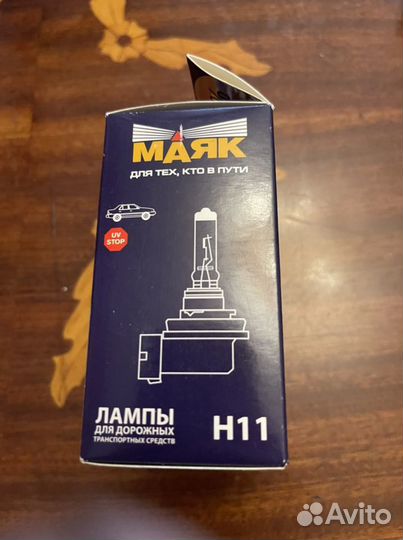 МАЯК
ДЛЯ ТЕХ, КТО В ПУТИ
UV
STOP
ЛАМПЫ
ДЛЯ ДОРОЖНЫХ
ТРАНСПОРТНЫХ СРЕДСТВ
H11
Avito